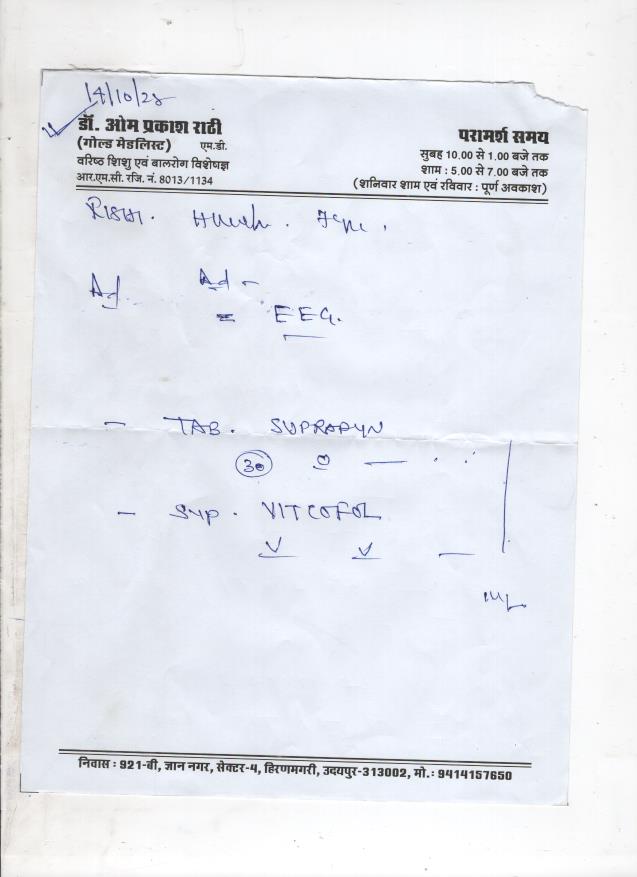 14/10/25
डॉ. ओम प्रकाश राठी
(गोल्ड मेडलिस्ट) एम.डी.
वरिष्ठ शिशु एवं बालरोग विशेषज्ञ
आर.एम.सी. रजि. नं. 8013/1134
परामर्श समय
सुबह 10.00 से 1.00 बजे तक
शाम : 5.00 से 7.00 बजे तक
(शनिवार शाम एवं रविवार : पूर्ण अवकाश)
Ad. Ad -
= EEG.
- TAB. SUPRADYN
30
- Syp. VITCOFOL
निवास : 921-बी, ज्ञान नगर, सेक्टर-4, हिरणमगरी, उदयपुर-313002, मो.: 9414157650